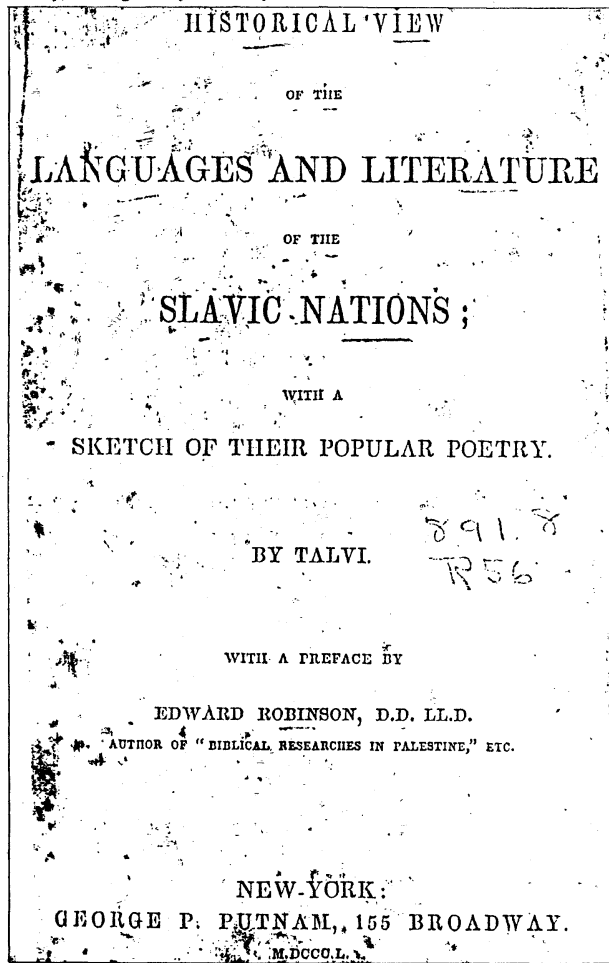 HISTORICAL VIEW
OF THE
LANGUAGES AND LITERATURE
OF THE
SLAVIC NATIONS;
WITH A
SKETCH OF THEIR POPULAR POETRY.
BY TALVI.
891.8
R56
WITH A PREFACE BY
EDWARD ROBINSON, D.D. LL.D.
AUTHOR OF "BIBLICAL RESEARCHES IN PALESTINE," ETC.
NEW-YORK:
GEORGE P. PUTNAM, 155 BROADWAY.
M.DCCC.L.